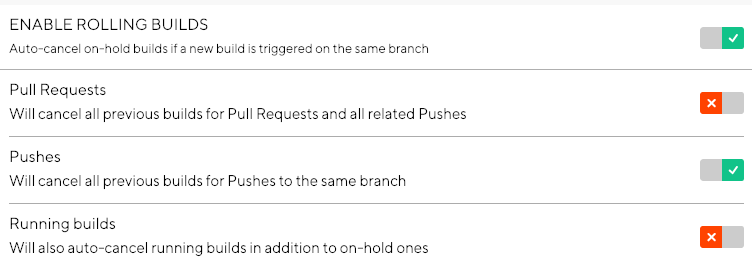 ENABLE ROLLING BUILDS
Auto-cancel on-hold builds if a new build is triggered on the same branch
Pull Requests
Will cancel all previous builds for Pull Requests and all related Pushes
Pushes
Will cancel all previous builds for Pushes to the same branch
Running builds
Will also auto-cancel running builds in addition to on-hold ones